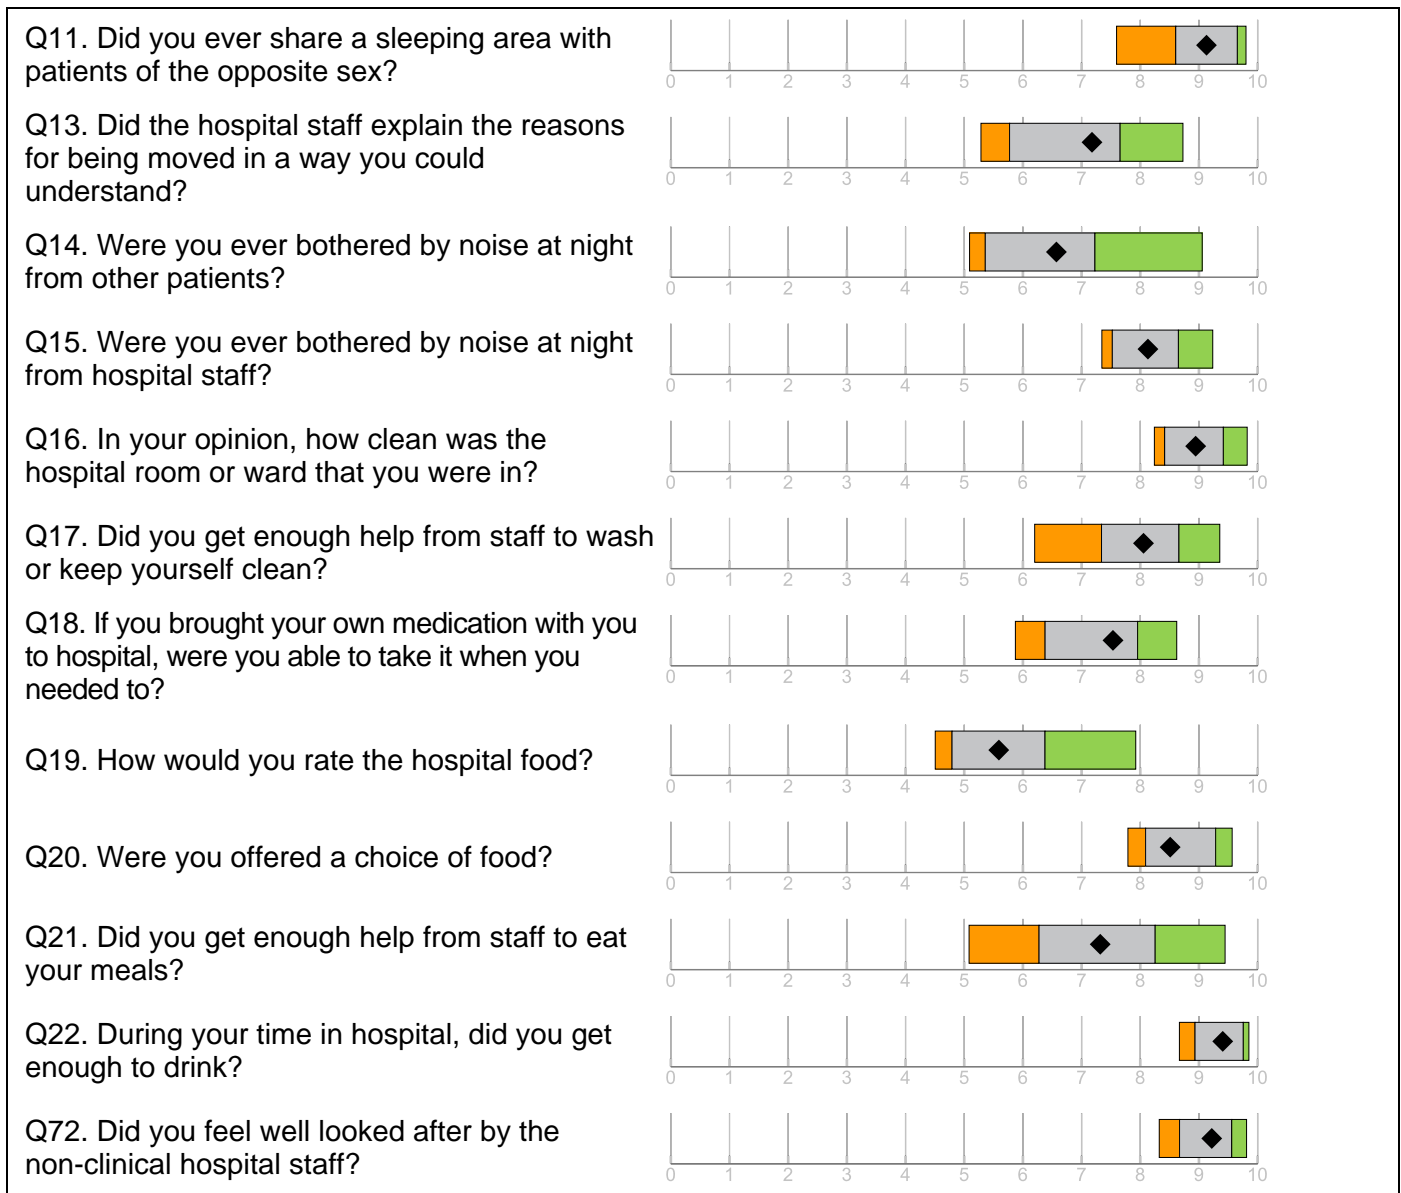 Q11. Did you ever share a sleeping area with
patients of the opposite sex?
0 1 2 3 4 5 6 7 8 9 10
Q13. Did the hospital staff explain the reasons
for being moved in a way you could
understand?
0 1 2 3 4 5 6 7 8 9 10
Q14. Were you ever bothered by noise at night
from other patients?
0 1 2 3 4 5 6 7 8 9 10
Q15. Were you ever bothered by noise at night
from hospital staff?
0 1 2 3 4 5 6 7 8 9 10
Q16. In your opinion, how clean was the
hospital room or ward that you were in?
0 1 2 3 4 5 6 7 8 9 10
Q17. Did you get enough help from staff to wash
or keep yourself clean?
0 1 2 3 4 5 6 7 8 9 10
Q18. If you brought your own medication with you
to hospital, were you able to take it when you
needed to?
0 1 2 3 4 5 6 7 8 9 10
Q19. How would you rate the hospital food?
0 1 2 3 4 5 6 7 8 9 10
Q20. Were you offered a choice of food?
0 1 2 3 4 5 6 7 8 9 10
Q21. Did you get enough help from staff to eat
your meals?
0 1 2 3 4 5 6 7 8 9 10
Q22. During your time in hospital, did you get
enough to drink?
0 1 2 3 4 5 6 7 8 9 10
Q72. Did you feel well looked after by the
non-clinical hospital staff?
0 1 2 3 4 5 6 7 8 9 10